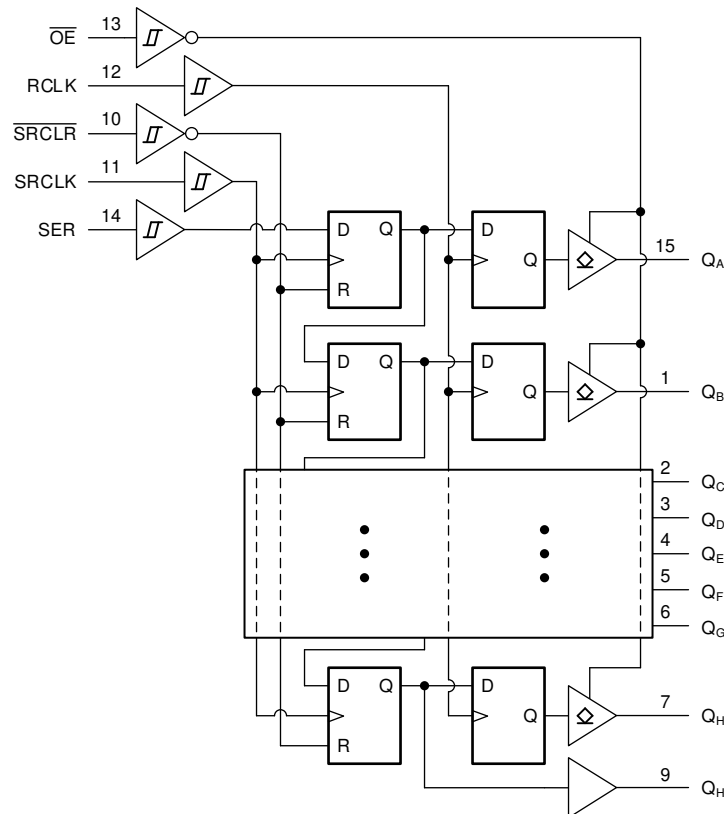 OE 13
RCLK 12
SRCLR 10
SRCLK 11
SER 14
D Q D
R Q 15 QA
D Q D
R Q 1 QB
2 QC
3 QD
4 QE
5 QF
6 QG
D Q D
R Q 7 QH
9 QH